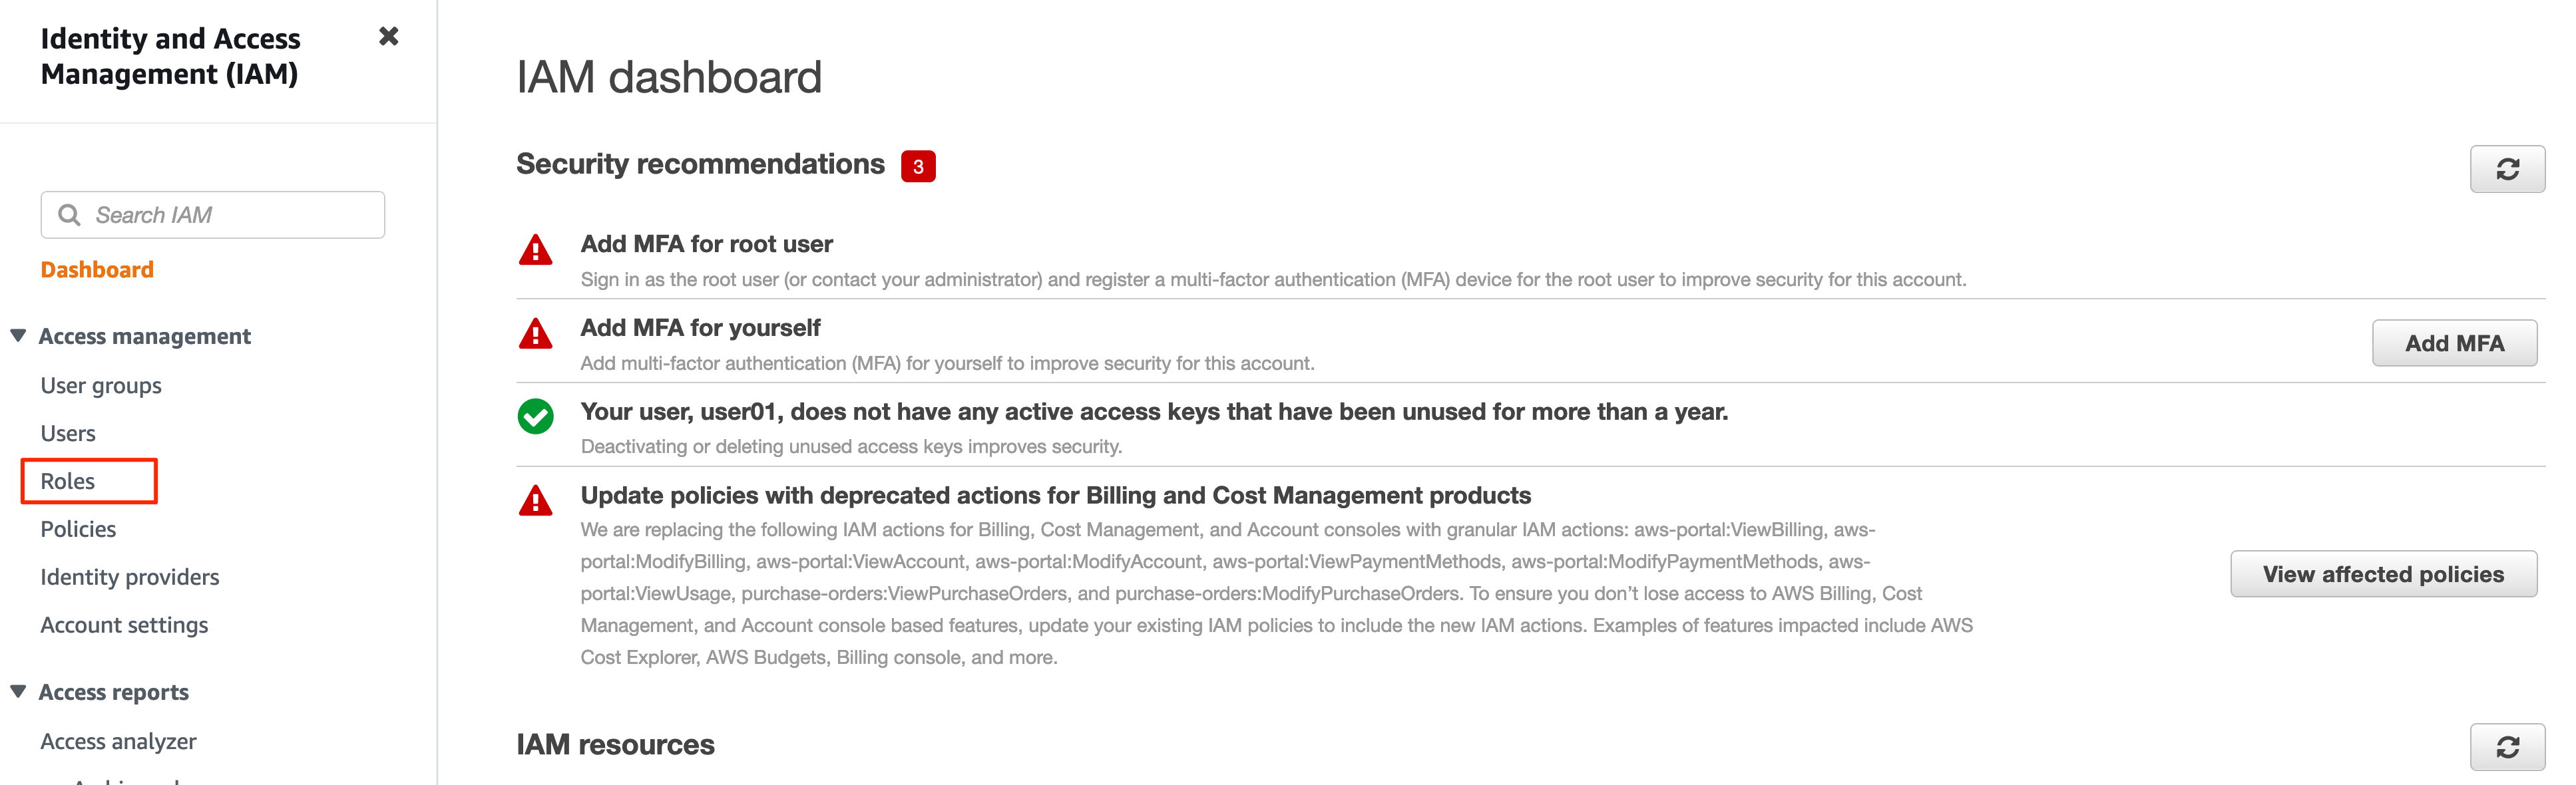 Identity and Access
Management (IAM)
Search IAM
Dashboard
Access management
User groups
Users
Roles
Policies
Identity providers
Account settings
Access reports
Access analyzer
IAM dashboard
Security recommendations 3
Add MFA for root user
Sign in as the root user (or contact your administrator) and register a multi-factor authentication (MFA) device for the root user to improve security for this account.
Add MFA for yourself
Add multi-factor authentication (MFA) for yourself to improve security for this account.
Add MFA
Your user, user01, does not have any active access keys that have been unused for more than a year.
Deactivating or deleting unused access keys improves security.
Update policies with deprecated actions for Billing and Cost Management products
We are replacing the following IAM actions for Billing, Cost Management, and Account consoles with granular IAM actions: aws-portal:ViewBilling, aws-
portal:ModifyBilling, aws-portal:ViewAccount, aws-portal:ModifyAccount, aws-portal:ViewPaymentMethods, aws-portal:ModifyPaymentMethods, aws-
portal:ViewUsage, purchase-orders:ViewPurchaseOrders, and purchase-orders:ModifyPurchaseOrders. To ensure you don’t lose access to AWS Billing, Cost
Management, and Account console based features, update your existing IAM policies to include the new IAM actions. Examples of features impacted include AWS
Cost Explorer, AWS Budgets, Billing console, and more.
View affected policies
IAM resources